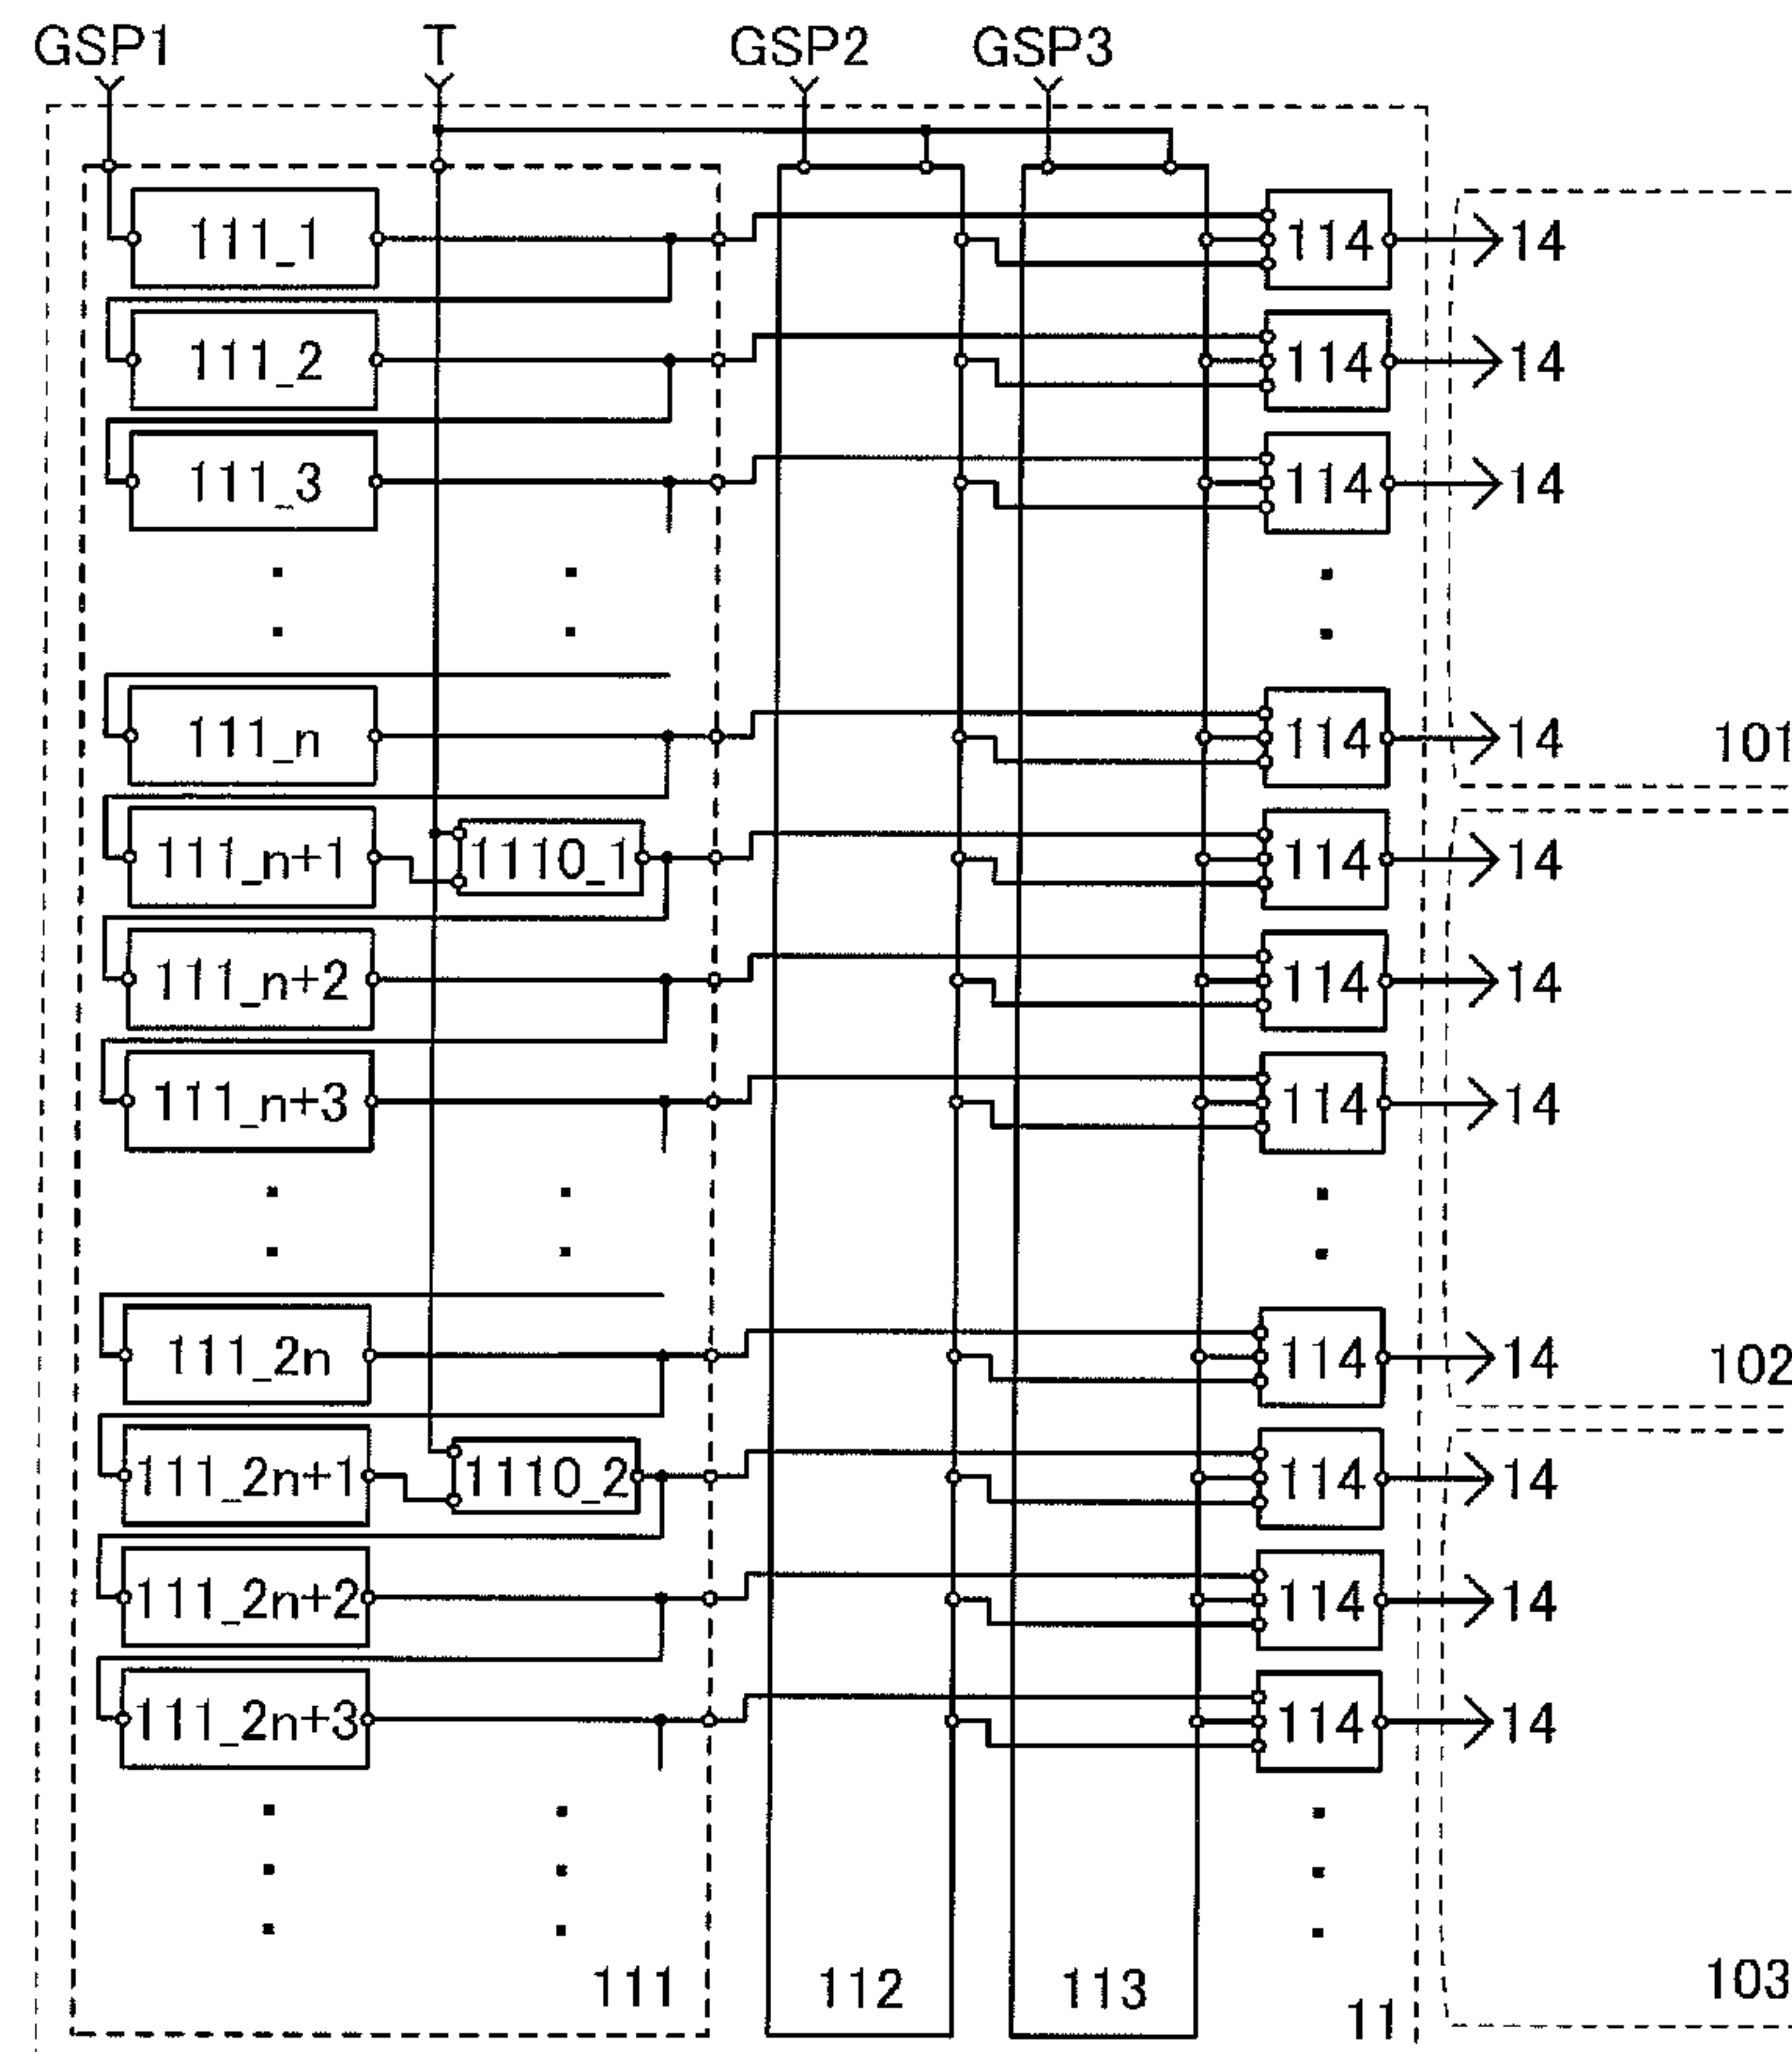 GSP1 T GSP2 GSP3
111_1 114 14
111_2 114 14
111_3 114 14
111_n 114 14 101
111_n+1 1110_1 114 14
111_n+2 114 14
111_n+3 114 14
111_2n 114 14 102
111_2n+1 1110_2 114 14
111_2n+2 114 14
111_2n+3 114 14
111 112 113 11 103